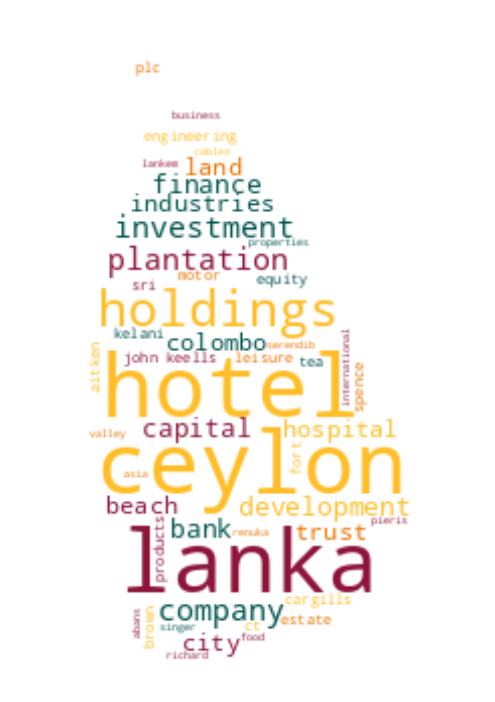 plc
business
engineering
cables
lankem land
finance
industries
investment
properties
plantation
motor
sri equity
holdings
kelani colombo serendib
international
john keells leisure tea
aitken
hotel
spence
capital hospital
valley
fort
ceylon
asia
beach development
products
bank renuka trust pieris
lanka
cargills
company estate
abans
brown
singer ct
city food
richard